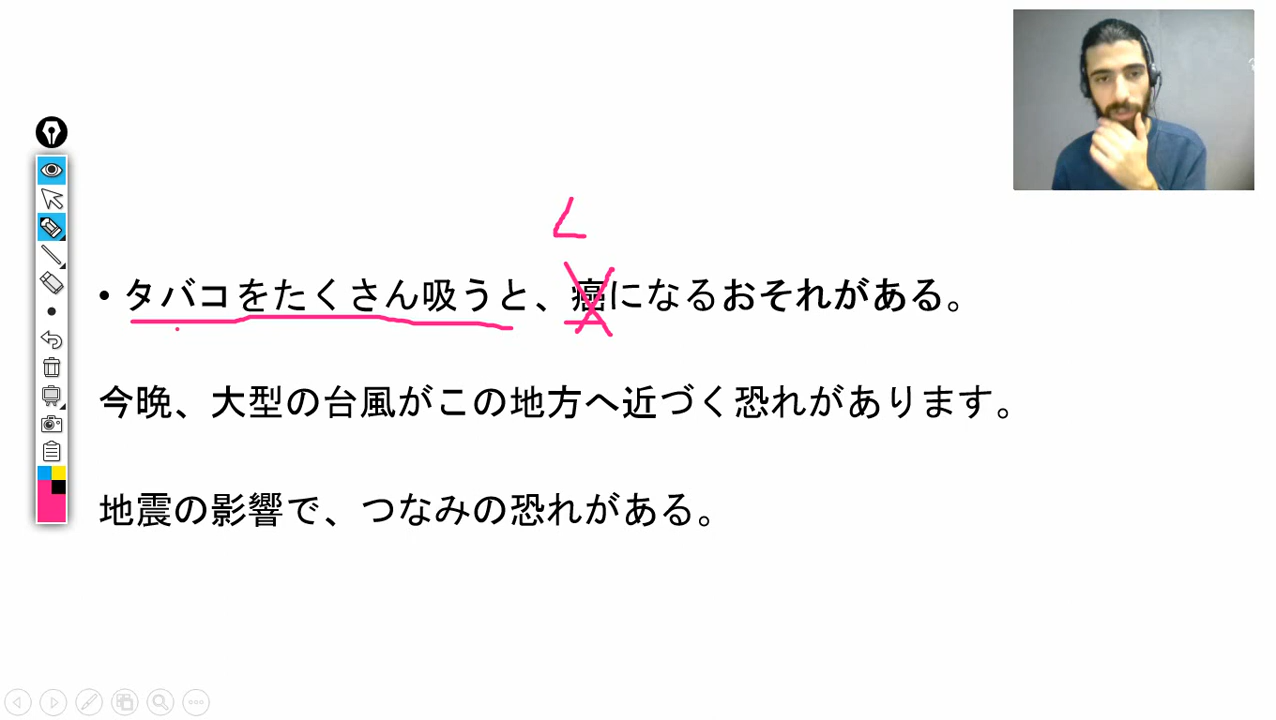 • タバコをたくさん吸うと、癌になるおそれがある。
今晩、大型の台風がこの地方へ近づく恐れがあります。
地震の影響で、つなみの恐れがある。